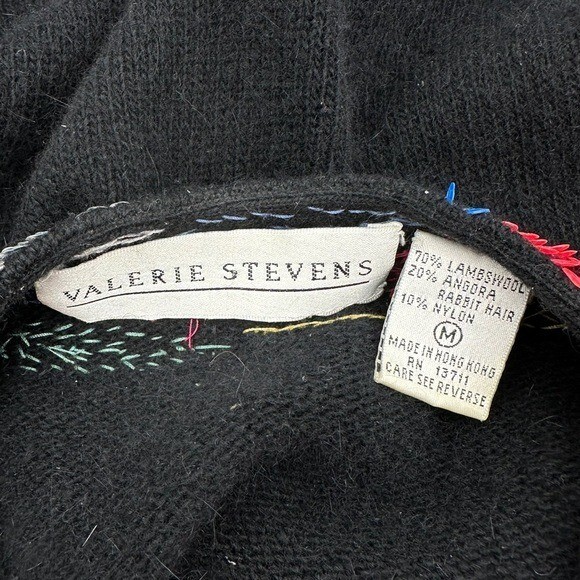 VALERIE STEVENS
70% LAMBSWOOL
20% ANGORA
RABBIT HAIR
10% NYLON
M
MADE IN HONG KONG
RN 13711
CARE SEE REVERSE